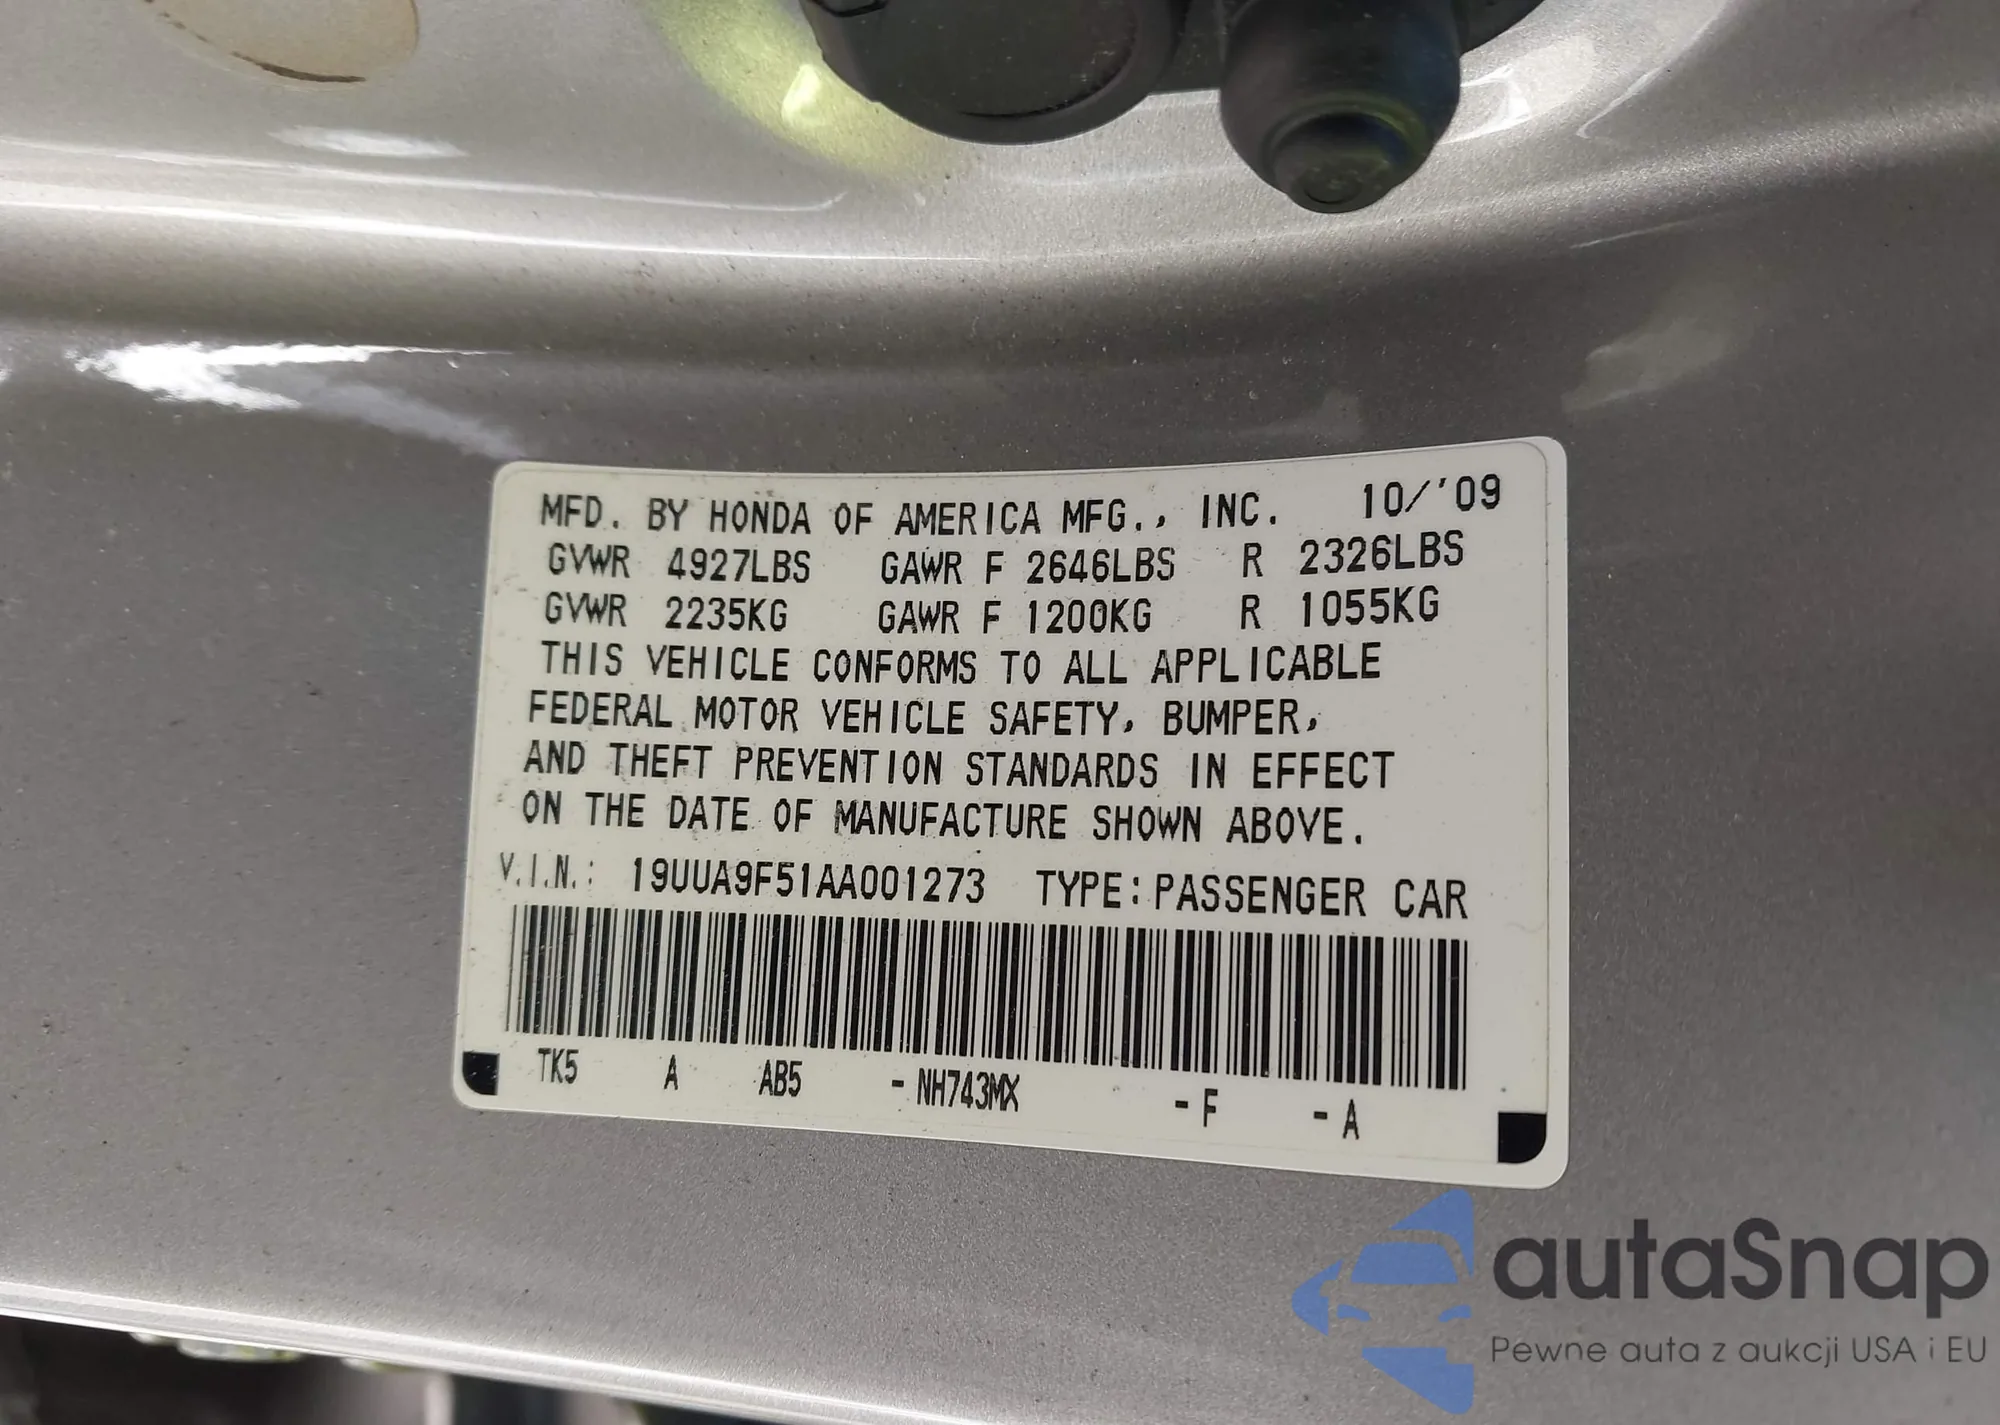 MFD. BY HONDA OF AMERICA MFG., INC. 10/'09
GVWR 4927LBS GAWR F 2646LBS R 2326LBS
GVWR 2235KG GAWR F 1200KG R 1055KG
THIS VEHICLE CONFORMS TO ALL APPLICABLE
FEDERAL MOTOR VEHICLE SAFETY, BUMPER,
AND THEFT PREVENTION STANDARDS IN EFFECT
ON THE DATE OF MANUFACTURE SHOWN ABOVE.
V.I.N.: 19UUA9F51AA001273 TYPE: PASSENGER CAR
TK5 A AB5 - NH743MX - F - A
autaSnap
Pewne auta z aukcji USA i EU